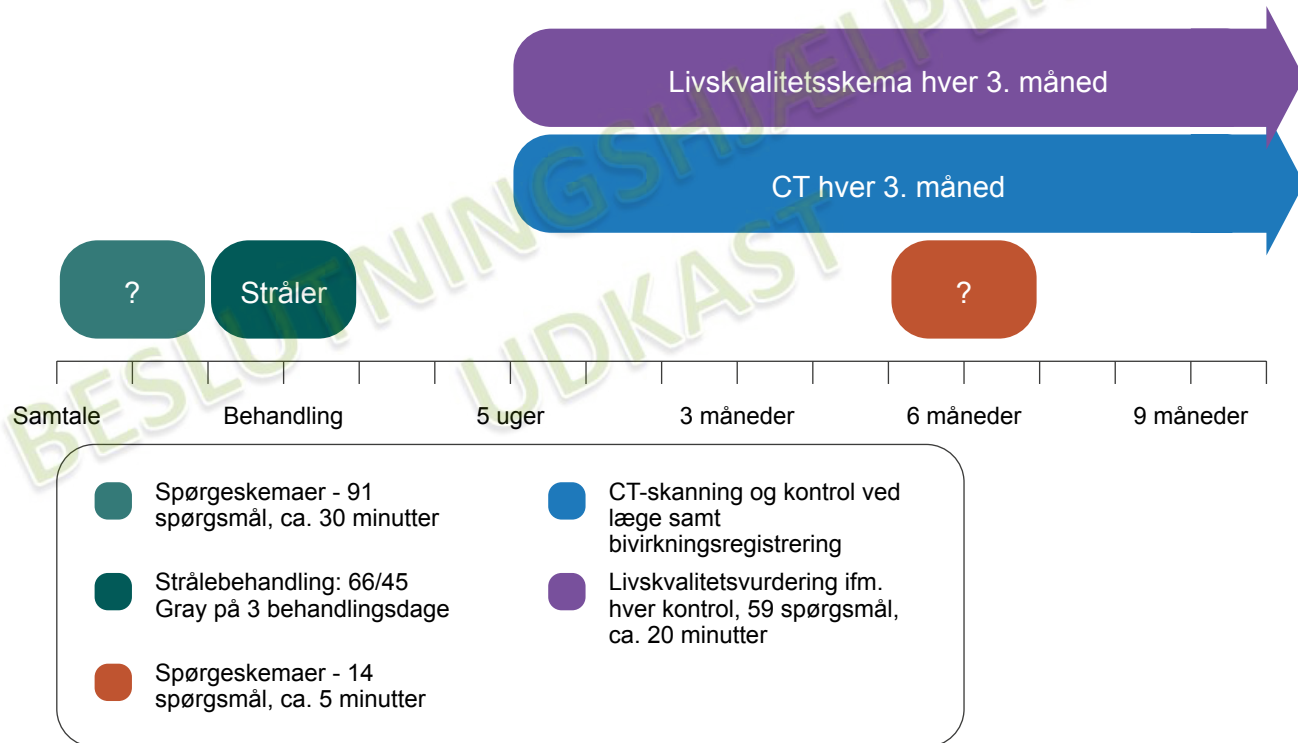 Livskvalitetsskema hver 3. måned
CT hver 3. måned
?
Stråler
?
Samtale
Behandling
5 uger
3 måneder
6 måneder
9 måneder
Spørgeskemaer - 91
spørgsmål, ca. 30 minutter
Strålebehandling: 66/45
Gray på 3 behandlingsdage
Spørgeskemaer - 14
spørgsmål, ca. 5 minutter
CT-skanning og kontrol ved
læge samt
bivirkningsregistrering
Livskvalitetsvurdering ifm.
hver kontrol, 59 spørgsmål,
ca. 20 minutter
BESLUTNINGSHJÆLPER
UDKAST